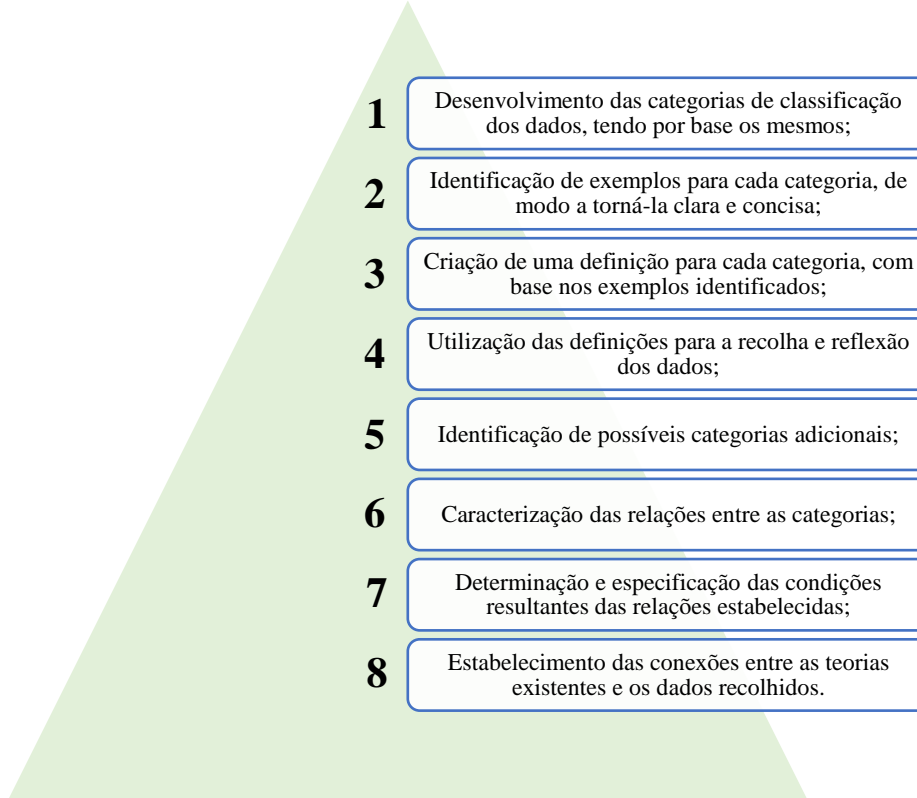 1
Desenvolvimento das categorias de classificação
dos dados, tendo por base os mesmos;
2
Identificação de exemplos para cada categoria, de
modo a torná-la clara e concisa;
3
Criação de uma definição para cada categoria, com
base nos exemplos identificados;
4
Utilização das definições para a recolha e reflexão
dos dados;
5
Identificação de possíveis categorias adicionais;
6
Caracterização das relações entre as categorias;
7
Determinação e especificação das condições
resultantes das relações estabelecidas;
8
Estabelecimento das conexões entre as teorias
existentes e os dados recolhidos.